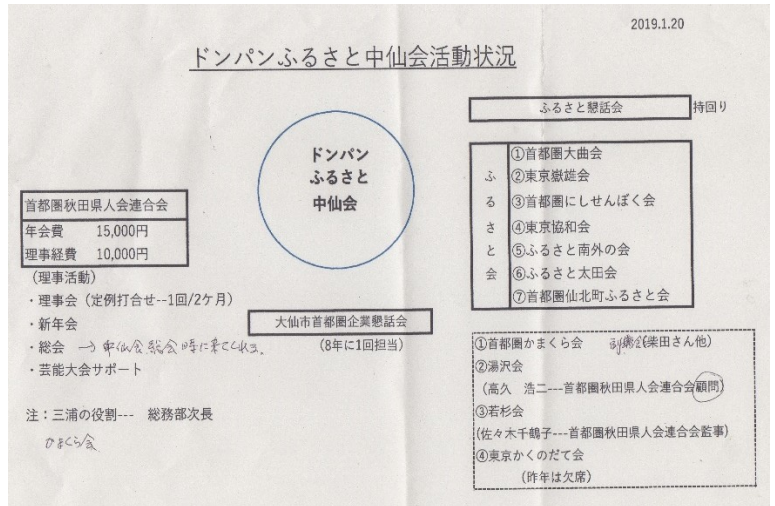 2019.1.20
ドンパンふるさと中仙会活動状況
ふるさと懇話会 持回り
ドンパン
ふるさと
中仙会
ふるさと会
①首都圏大曲会
②東京嶽雄会
③首都圏にしせんぼく会
④東京協和会
⑤ふるさと南外の会
⑥ふるさと太田会
⑦首都圏仙北町ふるさと会
首都圏秋田県人会連合会
年会費 15,000円
理事経費 10,000円
(理事活動)
・理事会(定例打合せ--1回/2ケ月)
・新年会
・総会 → 中仙会総会時に来てくれる。
・芸能大会サポート
注:三浦の役割--- 総務部次長
かまくら会
大仙市首都圏企業懇話会
(8年に1回担当)
①首都圏かまくら会 (柴田さん他)
②湯沢会
(高久 浩二---首都圏秋田県人会連合会顧問)
③若杉会
(佐々木千鶴子---首都圏秋田県人会連合会監事)
④東京かくのだて会
(昨年は欠席)